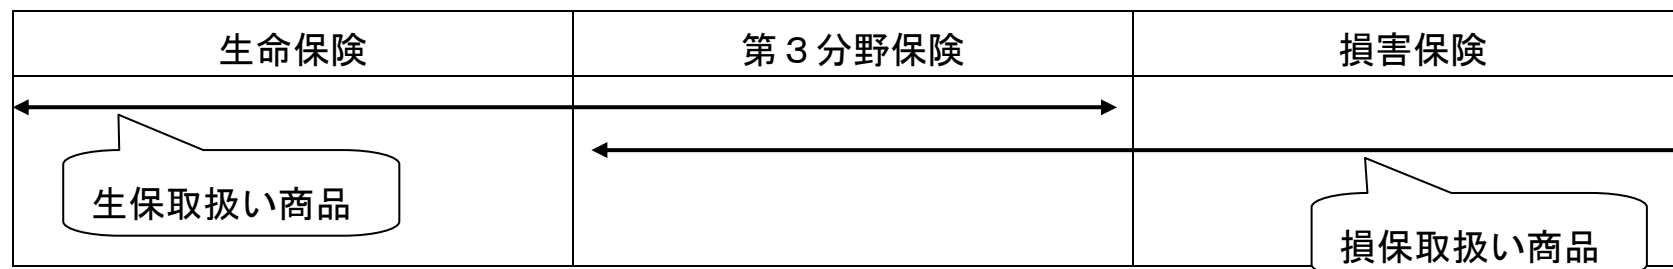 生命保険
第３分野保険
損害保険
生保取扱い商品
損保取扱い商品